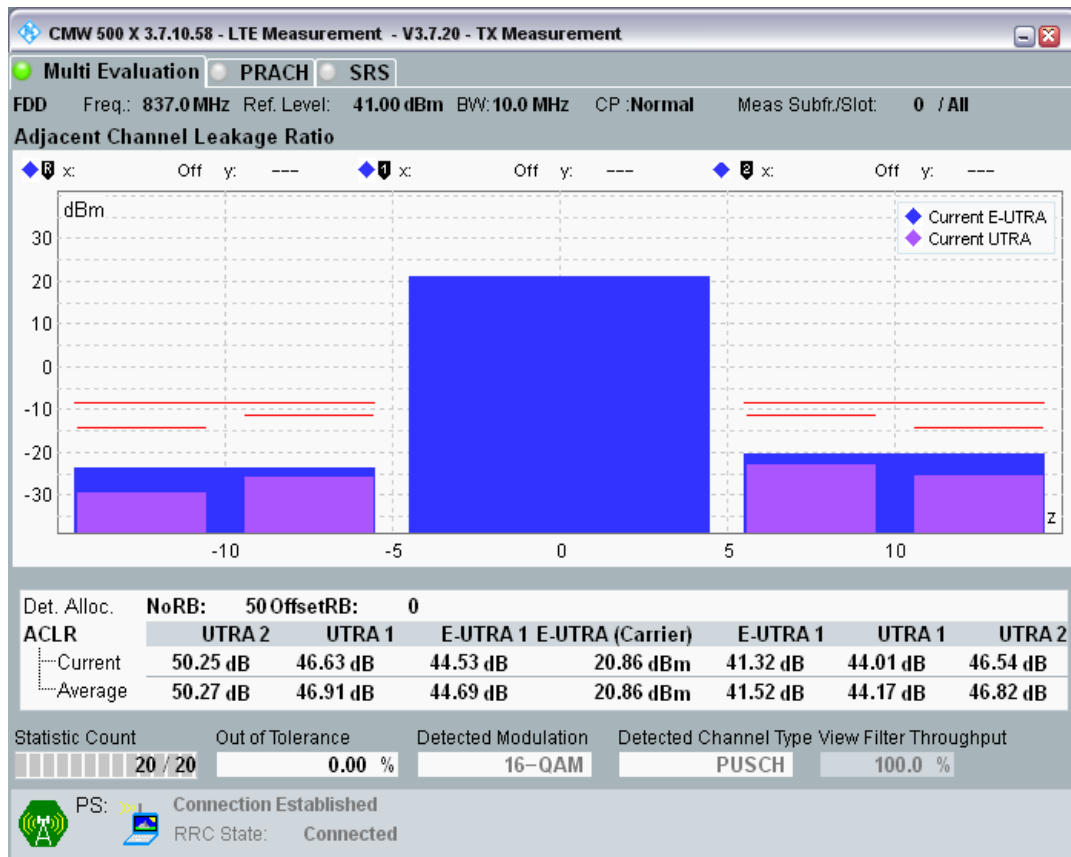 CMW 500 X 3.7.10.58 - LTE Measurement - V3.7.20 - TX Measurement
Multi Evaluation PRACH SRS
FDD Freq.: 837.0 MHz Ref. Level: 41.00 dBm BW: 10.0 MHz CP :Normal Meas Subfr./Slot: 0 / All
Adjacent Channel Leakage Ratio
R x: Off y: --- 1 x: Off y: --- 2 x: Off y: ---
dBm
Current E-UTRA
Current UTRA
30
20
10
0
-10
-20
-30
z
-10 -5 0 5 10
Det. Alloc. NoRB: 50 OffsetRB: 0
ACLR UTRA 2 UTRA 1 E-UTRA 1 E-UTRA (Carrier) E-UTRA 1 UTRA 1 UTRA 2
Current 50.25 dB 46.63 dB 44.53 dB 20.86 dBm 41.32 dB 44.01 dB 46.54 dB
Average 50.27 dB 46.91 dB 44.69 dB 20.86 dBm 41.52 dB 44.17 dB 46.82 dB
Statistic Count Out of Tolerance Detected Modulation Detected Channel Type View Filter Throughput
20 / 20 0.00 % 16-QAM PUSCH 100.0 %
PS: Connection Established
RRC State: Connected